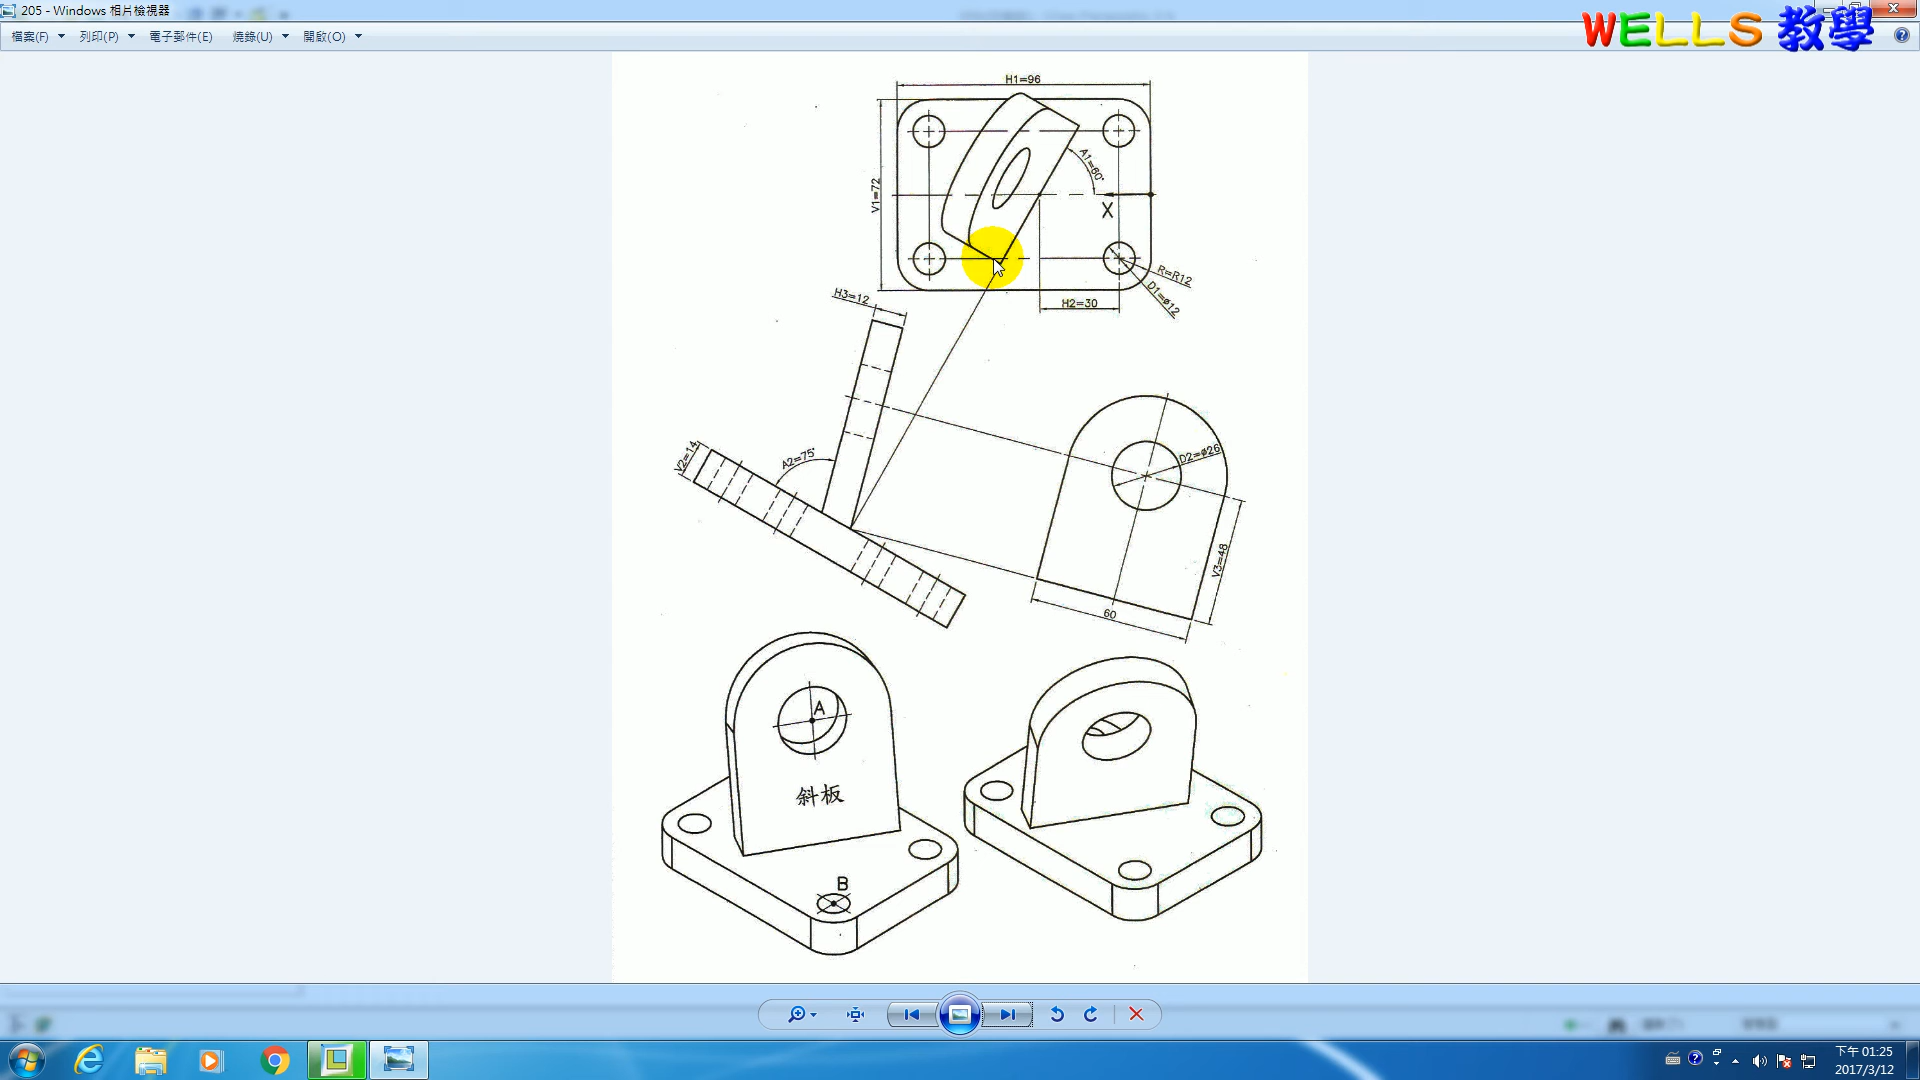 205 - Windows 相片檢視器
WELLS 教學
檔案(F) 列印(P) 電子郵件(E) 燒錄(U) 開啟(O)
H1=96
V1=72
A1=60°
X
R=R12
D1=ø12
H2=30
H3=12
V2=14
A2=75°
D2=ø26
V3=48
60
A
斜板
B
下午 01:25
2017/3/12